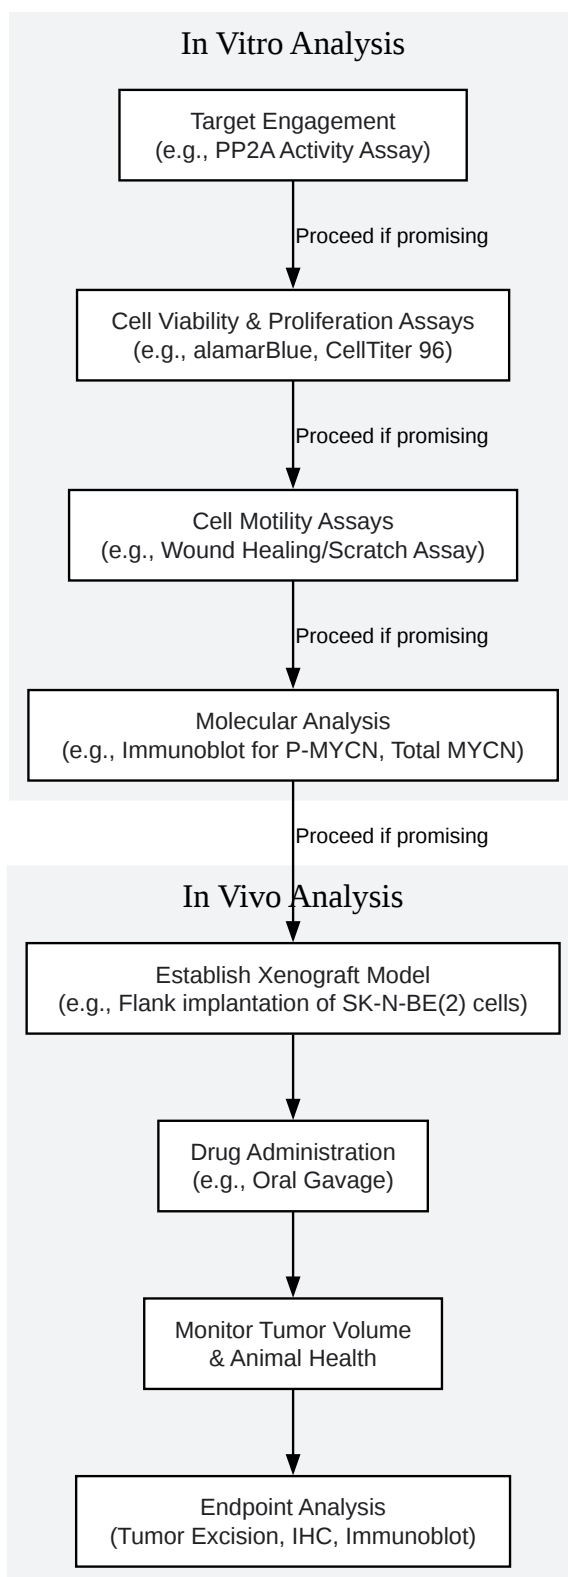 In Vitro Analysis
Target Engagement
(e.g., PP2A Activity Assay)
Proceed if promising
Cell Viability & Proliferation Assays
(e.g., alamarBlue, CellTiter 96)
Proceed if promising
Cell Motility Assays
(e.g., Wound Healing/Scratch Assay)
Proceed if promising
Molecular Analysis
(e.g., Immunoblot for P-MYCN, Total MYCN)
Proceed if promising
In Vivo Analysis
Establish Xenograft Model
(e.g., Flank implantation of SK-N-BE(2) cells)
Drug Administration
(e.g., Oral Gavage)
Monitor Tumor Volume
& Animal Health
Endpoint Analysis
(Tumor Excision, IHC, Immunoblot)